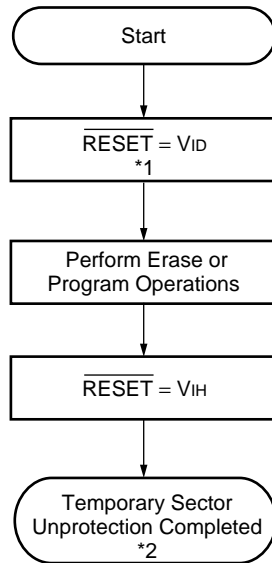 Start
RESET = VID
*1
Perform Erase or
Program Operations
RESET = VIH
Temporary Sector
Unprotection Completed
*2